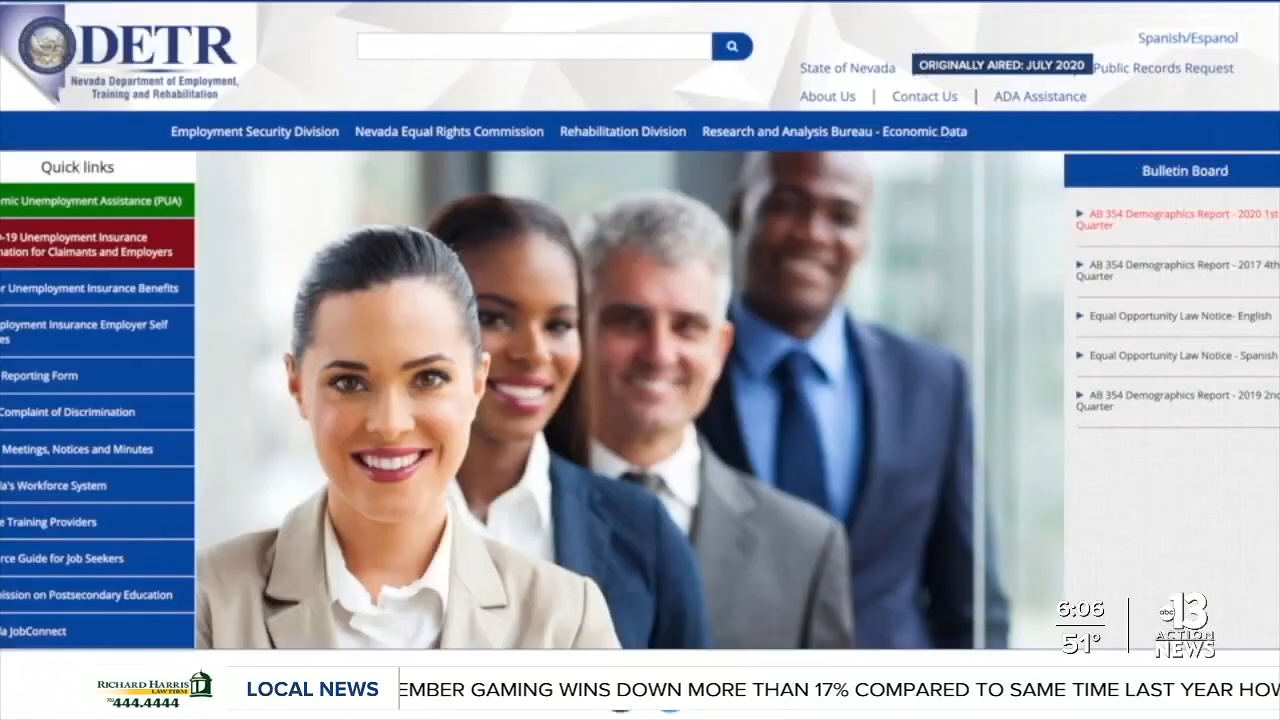 DETR
Nevada Department of Employment,
Training and Rehabilitation
Spanish/Espanol
State of Nevada
ORIGINALLY AIRED: JULY 2020
Public Records Request
About Us | Contact Us | ADA Assistance
Employment Security Division Nevada Equal Rights Commission Rehabilitation Division Research and Analysis Bureau - Economic Data
Quick links
mic Unemployment Assistance (PUA)
-19 Unemployment Insurance
nation for Claimants and Employers
r Unemployment Insurance Benefits
ployment Insurance Employer Self
es
Reporting Form
Complaint of Discrimination
Meetings, Notices and Minutes
a's Workforce System
e Training Providers
rce Guide for Job Seekers
ission on Postsecondary Education
a JobConnect
Bulletin Board
AB 354 Demographics Report - 2020 1st
Quarter
AB 354 Demographics Report - 2017 4th
Quarter
Equal Opportunity Law Notice- English
Equal Opportunity Law Notice - Spanish
AB 354 Demographics Report - 2019 2nd
Quarter
6:06
51°
abc 13
ACTION
NEWS
RICHARD HARRIS
LAW FIRM
444.4444
LOCAL NEWS
EMBER GAMING WINS DOWN MORE THAN 17% COMPARED TO SAME TIME LAST YEAR HOW